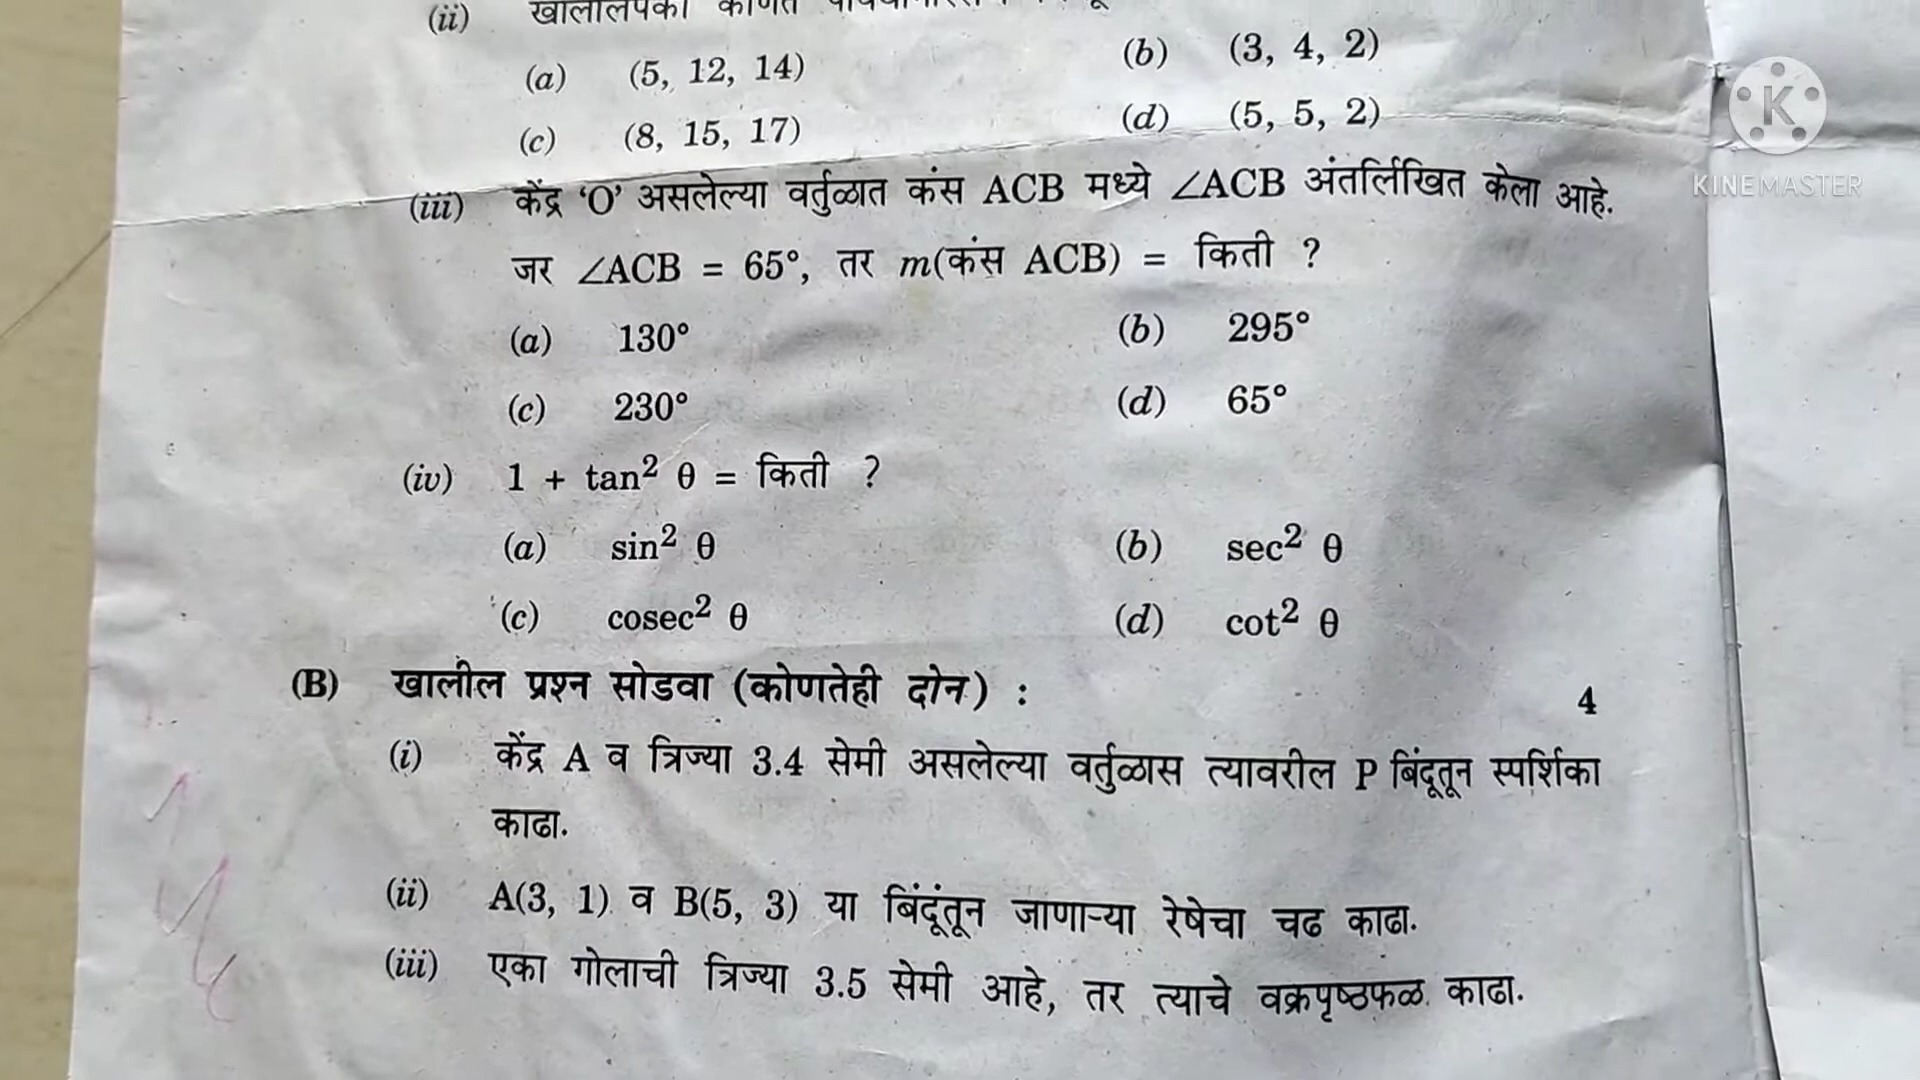 (ii)
(a) (5, 12, 14) (b) (3, 4, 2)
(c) (8, 15, 17) (d) (5, 5, 2)
(iii) केंद्र ‘O’ असलेल्या वर्तुळात कंस ACB मध्ये ∠ACB अंतर्लिखित केला आहे.
जर ∠ACB = 65°, तर m(कंस ACB) = किती ?
(a) 130° (b) 295°
(c) 230° (d) 65°
(iv) 1 + tan² θ = किती ?
(a) sin² θ (b) sec² θ
(c) cosec² θ (d) cot² θ
(B) खालील प्रश्न सोडवा (कोणतेही दोन) : 4
(i) केंद्र A व त्रिज्या 3.4 सेमी असलेल्या वर्तुळास त्यावरील P बिंदूतून स्पर्शिका
काढा.
(ii) A(3, 1) व B(5, 3) या बिंदूंतून जाणाऱ्या रेषेचा चढ काढा.
(iii) एका गोलाची त्रिज्या 3.5 सेमी आहे, तर त्याचे वक्रपृष्ठफळ काढा.
K
KINEMASTER